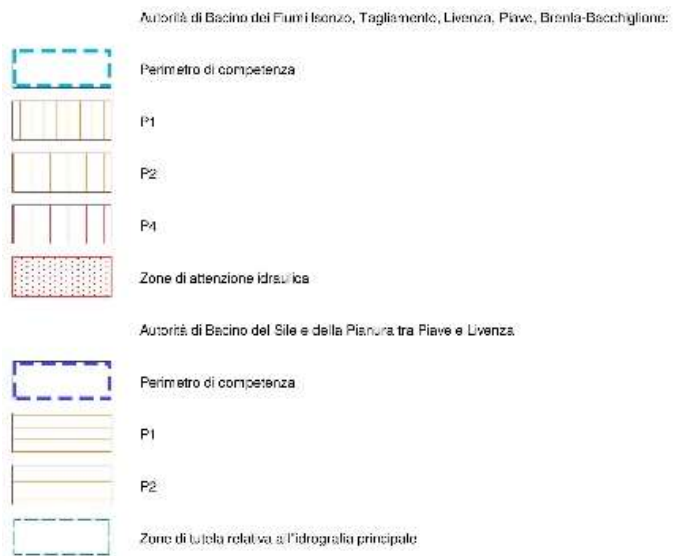 Autorità di Bacino dei Fiumi Isonzo, Tagliamento, Livenza, Piave, Brenta-Bacchiglione:
Perimetro di competenza
P1
P2
P4
Zone di attenzione idraulica
Autorità di Bacino del Sile e della Pianura tra Piave e Livenza
Perimetro di competenza
P1
P2
Zone di tutela relativa all'idrografia principale